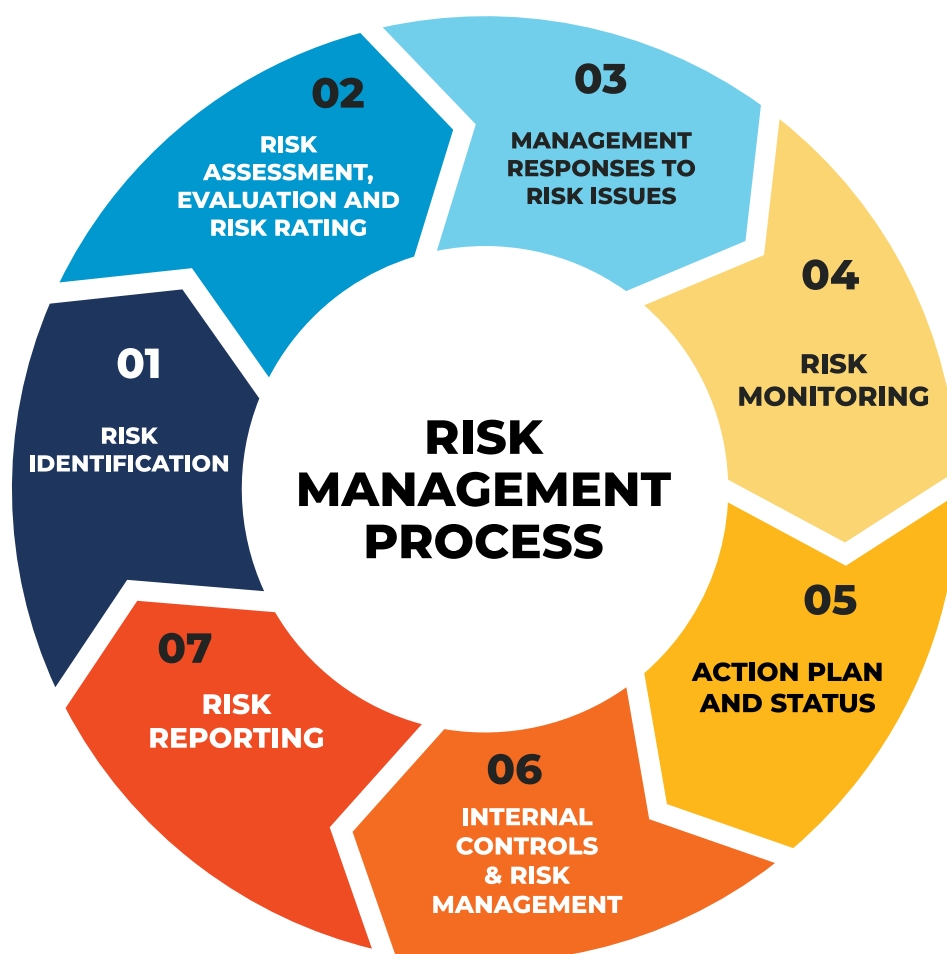 01
RISK
IDENTIFICATION
02
RISK
ASSESSMENT,
EVALUATION AND
RISK RATING
03
MANAGEMENT
RESPONSES TO
RISK ISSUES
04
RISK
MONITORING
05
ACTION PLAN
AND STATUS
06
INTERNAL
CONTROLS
& RISK
MANAGEMENT
07
RISK
REPORTING
RISK
MANAGEMENT
PROCESS